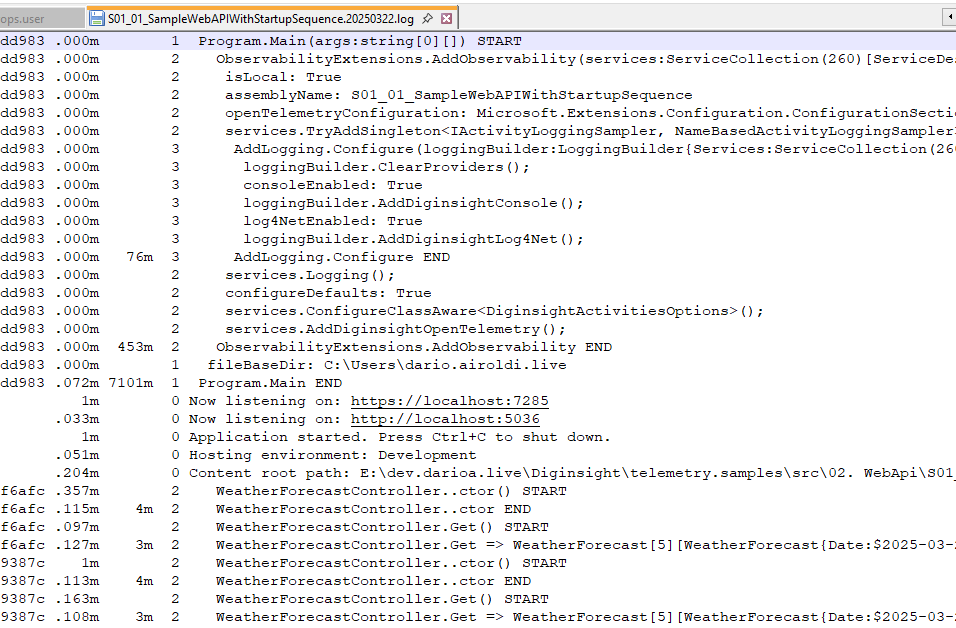 ops.user S01_01_SampleWebAPIWithStartupSequence.20250322.log
dd983 .000m 1 Program.Main(args:string[0][]) START
dd983 .000m 2 ObservabilityExtensions.AddObservability(services:ServiceCollection(260)[ServiceDe
dd983 .000m 2 isLocal: True
dd983 .000m 2 assemblyName: S01_01_SampleWebAPIWithStartupSequence
dd983 .000m 2 openTelemetryConfiguration: Microsoft.Extensions.Configuration.ConfigurationSectio
dd983 .000m 2 services.TryAddSingleton<IActivityLoggingSampler, NameBasedActivityLoggingSampler>
dd983 .000m 3 AddLogging.Configure(loggingBuilder:LoggingBuilder{Services:ServiceCollection(260
dd983 .000m 3 loggingBuilder.ClearProviders();
dd983 .000m 3 consoleEnabled: True
dd983 .000m 3 loggingBuilder.AddDiginsightConsole();
dd983 .000m 3 log4NetEnabled: True
dd983 .000m 3 loggingBuilder.AddDiginsightLog4Net();
dd983 .000m 76m 3 AddLogging.Configure END
dd983 .000m 2 services.Logging();
dd983 .000m 2 configureDefaults: True
dd983 .000m 2 services.ConfigureClassAware<DiginsightActivitiesOptions>();
dd983 .000m 2 services.AddDiginsightOpenTelemetry();
dd983 .000m 453m 2 ObservabilityExtensions.AddObservability END
dd983 .000m 1 fileBaseDir: C:\Users\dario.airoldi.live
dd983 .072m 7101m 1 Program.Main END
1m 0 Now listening on: https://localhost:7285
.033m 0 Now listening on: http://localhost:5036
1m 0 Application started. Press Ctrl+C to shut down.
.051m 0 Hosting environment: Development
.204m 0 Content root path: E:\dev.darioa.live\Diginsight\telemetry.samples\src\02. WebApi\S01_
f6afc .357m 2 WeatherForecastController..ctor() START
f6afc .115m 4m 2 WeatherForecastController..ctor END
f6afc .097m 2 WeatherForecastController.Get() START
f6afc .127m 3m 2 WeatherForecastController.Get => WeatherForecast[5][WeatherForecast{Date:$2025-03-2
9387c 1m 2 WeatherForecastController..ctor() START
9387c .113m 4m 2 WeatherForecastController..ctor END
9387c .163m 2 WeatherForecastController.Get() START
9387c .108m 3m 2 WeatherForecastController.Get => WeatherForecast[5][WeatherForecast{Date:$2025-03-2